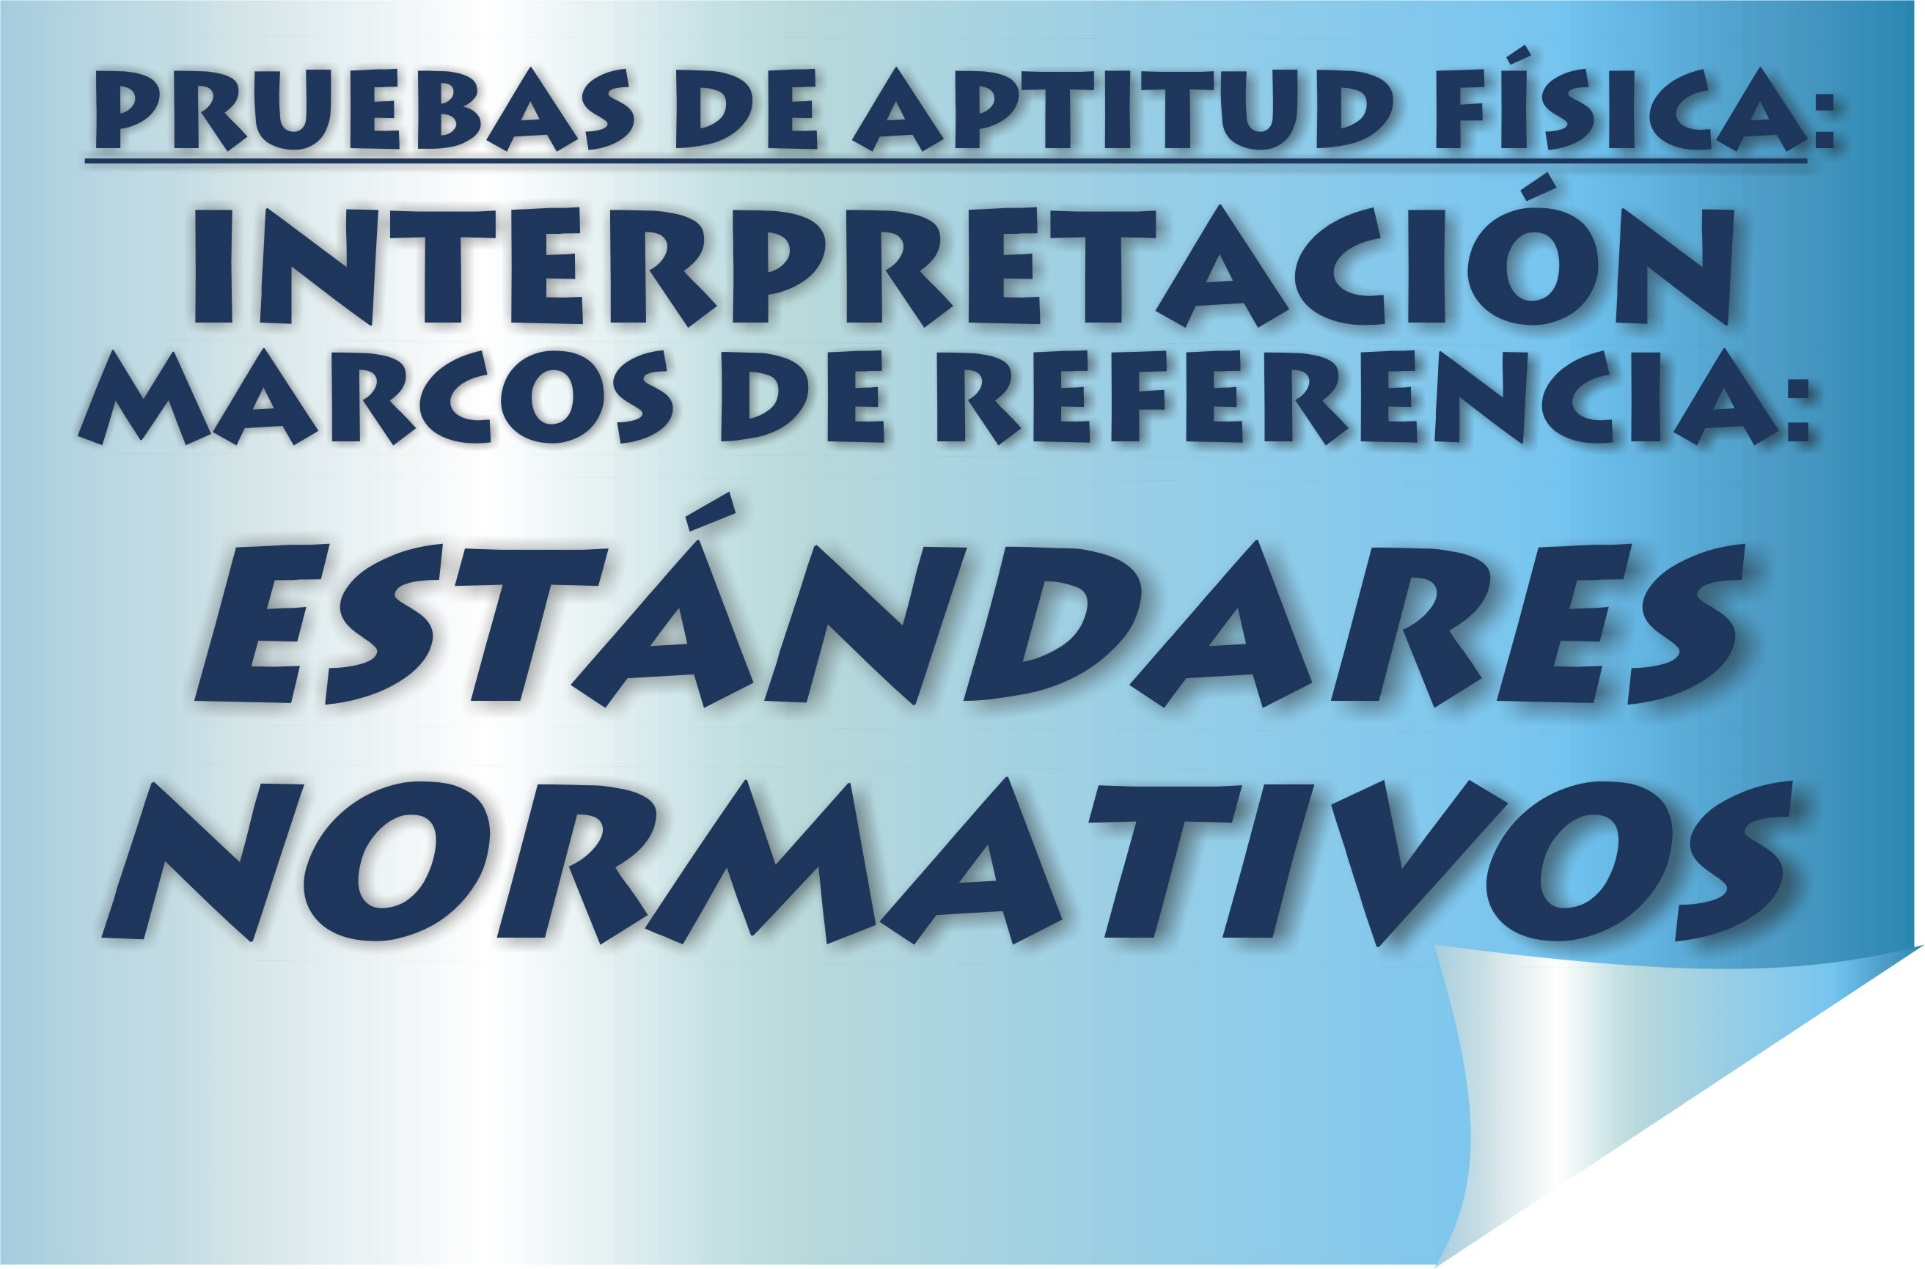 PRUEBAS DE APTITUD FÍSICA:
INTERPRETACIÓN
MARCOS DE REFERENCIA:
ESTÁNDARES
NORMATIVOS